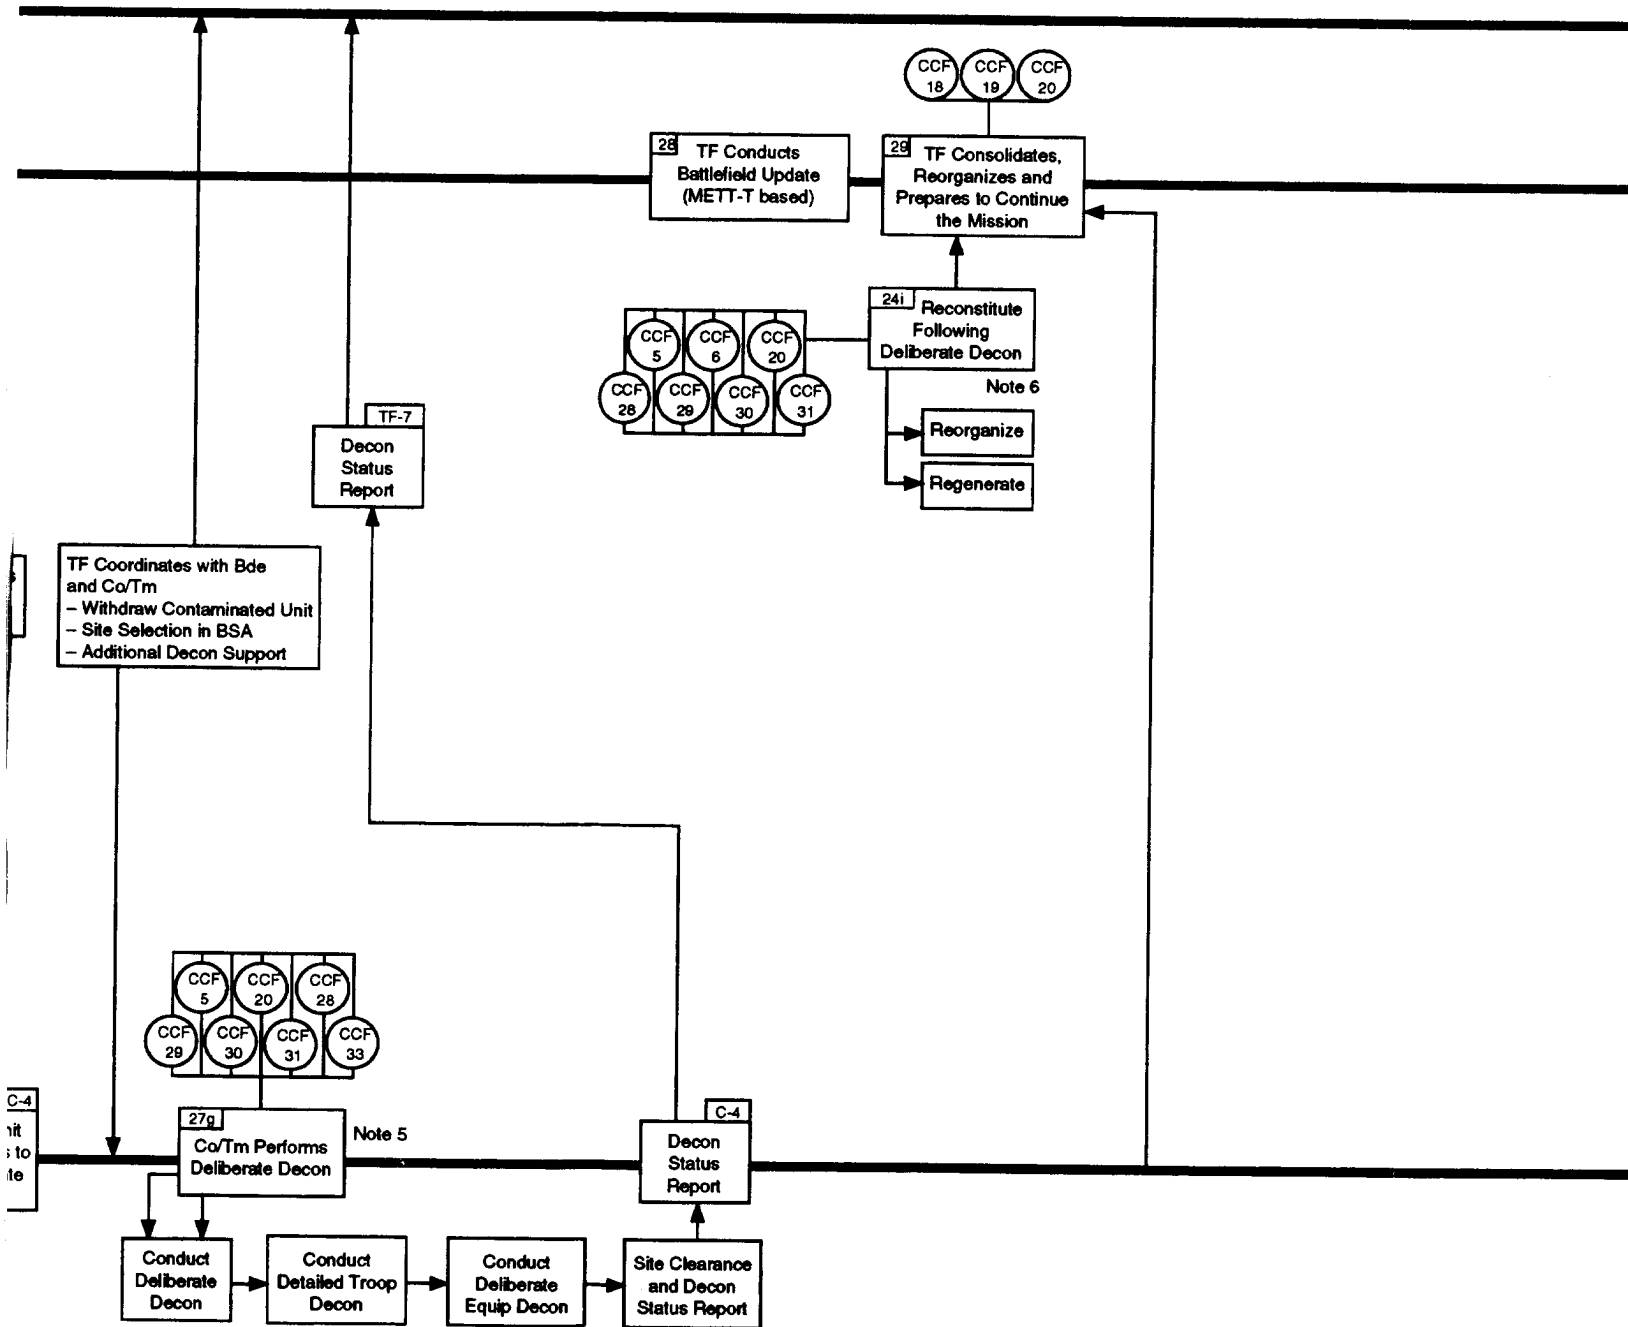 CCF
18
CCF
19
CCF
20
28
TF Conducts
Battlefield Update
(METT-T based)
29
TF Consolidates,
Reorganizes and
Prepares to Continue
the Mission
24i
Reconstitute
Following
Deliberate Decon
Note 6
Reorganize
Regenerate
CCF
5
CCF
6
CCF
20
CCF
28
CCF
29
CCF
30
CCF
31
TF-7
Decon
Status
Report
TF Coordinates with Bde
and Co/Tm
– Withdraw Contaminated Unit
– Site Selection in BSA
– Additional Decon Support
CCF
5
CCF
20
CCF
28
CCF
29
CCF
30
CCF
31
CCF
33
C-4
s to
27g
Co/Tm Performs
Deliberate Decon
Note 5
C-4
Decon
Status
Report
Conduct
Deliberate
Decon
Conduct
Detailed Troop
Decon
Conduct
Deliberate
Equip Decon
Site Clearance
and Decon
Status Report